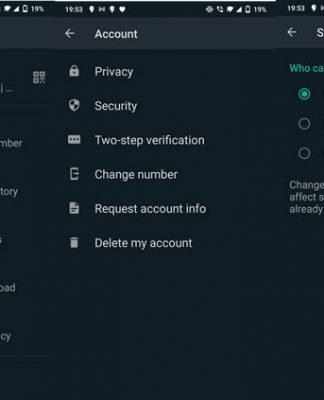 19%
19:53
19%
19:53
Account
S
Who ca
Privacy
Security
mber
Two-step verification
Change number
Change
affect s
already
tory
Request account info
s
Delete my account
oad
cy